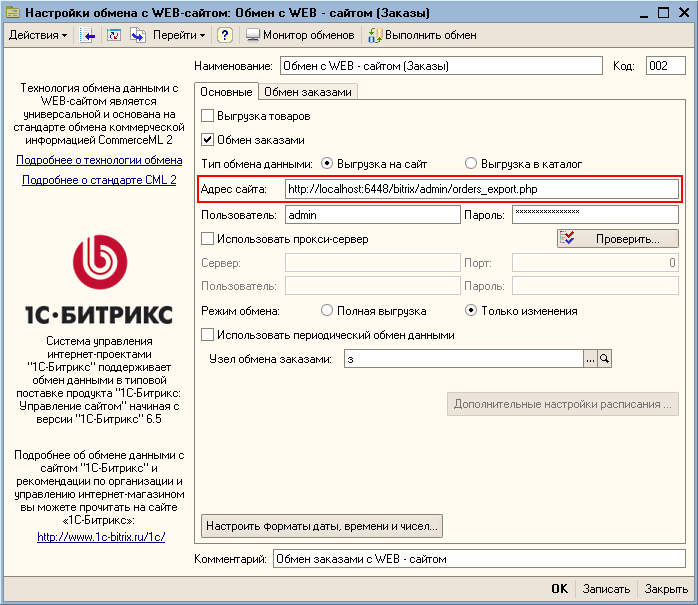 Настройки обмена с WEB-сайтом: Обмен с WEB - сайтом (Заказы)
Действия
Перейти
?
Монитор обменов
Выполнить обмен
Наименование: Обмен с WEB - сайтом (Заказы) Код: 002
Технология обмена данными с
WEB-сайтом является
универсальной и основана на
стандарте обмена коммерческой
информацией CommerceML 2
Подробнее о технологии обмена
Подробнее о стандарте CML 2
1С·БИТРИКС
Система управления
интернет-проектами
"1С-Битрикс" поддерживает
обмен данными в типовой
поставке продукта "1С-Битрикс:
Управление сайтом" начиная с
версии "1С-Битрикс" 6.5
Подробнее об обмене данными с
сайтом "1С-Битрикс" и
рекомендации по организации и
управлению интернет-магазином
вы можете прочитать на сайте
«1С-Битрикс»:
http://www.1c-bitrix.ru/1c/
Основные Обмен заказами
Выгрузка товаров
Обмен заказами
Тип обмена данными: Выгрузка на сайт Выгрузка в каталог
Адрес сайта: http://localhost:6448/bitrix/admin/orders_export.php
Пользователь: admin Пароль: ****************
Использовать прокси-сервер Проверить...
Сервер: Порт: 0
Пользователь: Пароль:
Режим обмена: Полная выгрузка Только изменения
Использовать периодический обмен данными
Узел обмена заказами: з ...
Дополнительные настройки расписания ...
Настроить форматы даты, времени и чисел...
Комментарий: Обмен заказами с WEB - сайтом
OK Записать Закрыть